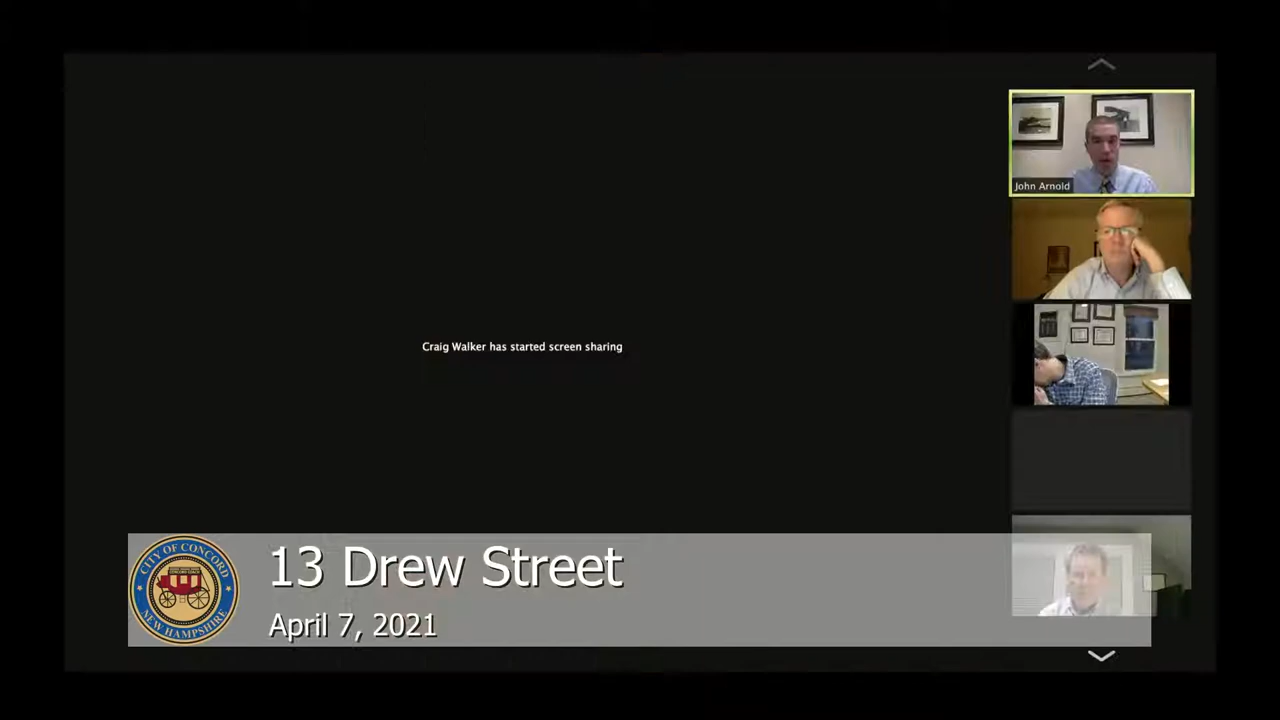 John Arnold
Craig Walker has started screen sharing
CITY OF CONCORD
NEW HAMPSHIRE
13 Drew Street
April 7, 2021